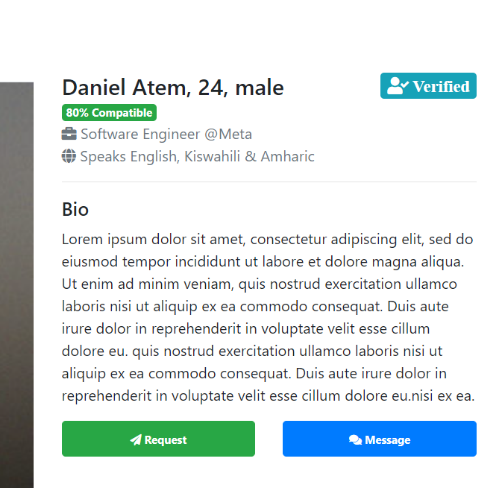 Daniel Atem, 24, male
Verified
80% Compatible
Software Engineer @Meta
Speaks English, Kiswahili & Amharic
Bio
Lorem ipsum dolor sit amet, consectetur adipiscing elit, sed do
eiusmod tempor incididunt ut labore et dolore magna aliqua.
Ut enim ad minim veniam, quis nostrud exercitation ullamco
laboris nisi ut aliquip ex ea commodo consequat. Duis aute
irure dolor in reprehenderit in voluptate velit esse cillum
dolore eu. quis nostrud exercitation ullamco laboris nisi ut
aliquip ex ea commodo consequat. Duis aute irure dolor in
reprehenderit in voluptate velit esse cillum dolore eu.nisi ex ea.
Request
Message